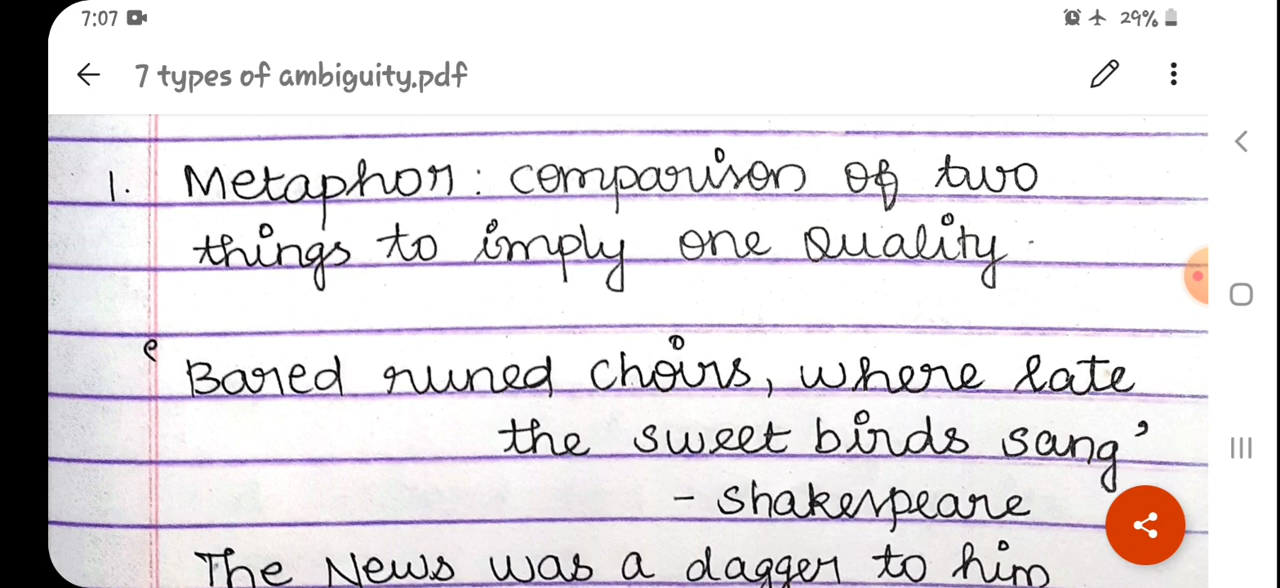 7:07
29%
7 types of ambiguity.pdf
1. Metaphor: comparison of two
things to imply one Quality.
‘Bared runed choirs, where late
the sweet birds sang’
- shakespeare
The News was a dagger to him